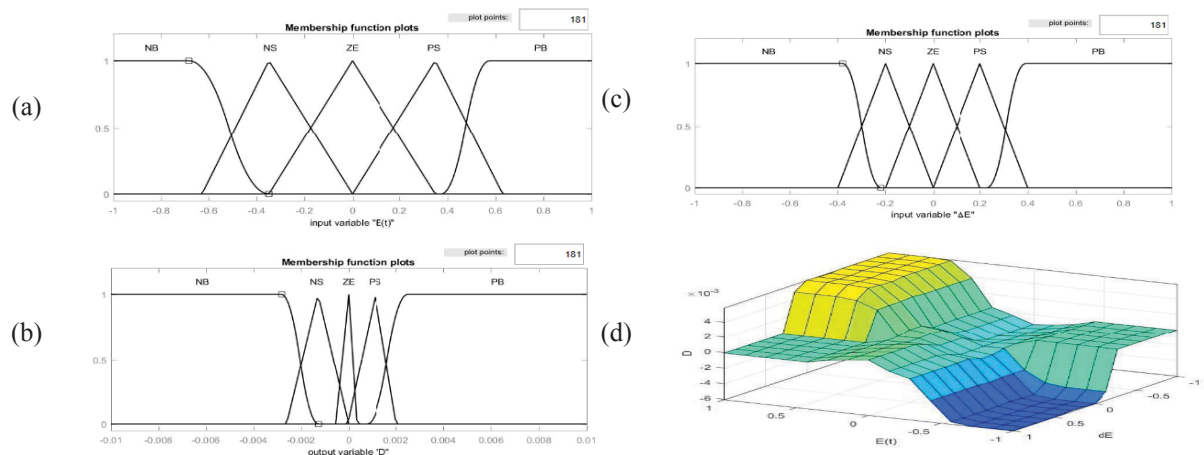 (a)
plot points: 181
Membership function plots
NB NS ZE PS PB
1
0.5
0
-1 -0.8 -0.6 -0.4 -0.2 0 0.2 0.4 0.6 0.8 1
input variable "E(t)"
(b)
plot points: 181
Membership function plots
NB NS ZE PS PB
1
0.5
0
-0.01 -0.008 -0.006 -0.004 -0.002 0 0.002 0.004 0.006 0.008 0.01
output variable "D"
(c)
plot points: 181
Membership function plots
NB NS ZE PS PB
1
0.5
0
-1 -0.8 -0.6 -0.4 -0.2 0 0.2 0.4 0.6 0.8 1
input variable "ΔE"
(d)
× 10⁻³
4
2
0
-2
-4
-6
D
1 0.5 0 -0.5 -1
E(t)
1 0.5 0 -0.5 -1
dE